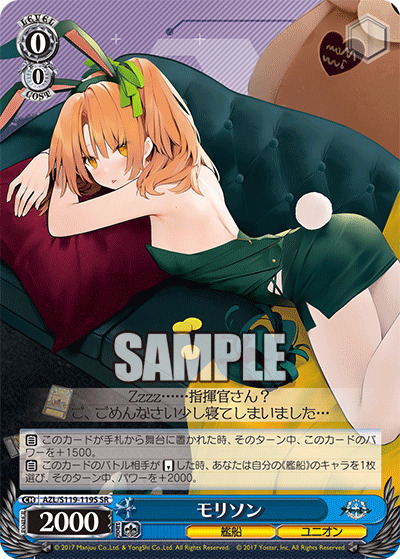 LEVEL
0
0
COST
Mon
Juni
SAMPLE
Zzzz……指揮官さん？
ご、ごめんなさい少し寝てしまいました…
このカードが手札から舞台に置かれた時、そのターン中、このカードのパワーを+1500。
このカードのバトル相手が した時、あなたは自分の《艦船》のキャラを1枚選び、そのターン中、パワーを+2000。
CH
AZL/S119-119S SR
POWER
2000
モリソン
艦船
ユニオン
© 2017 Manjuu Co.,Ltd. & YongShi Co.,Ltd. All Rights Reserved. © 2017 Yostar, Inc. All Rights Reserved.